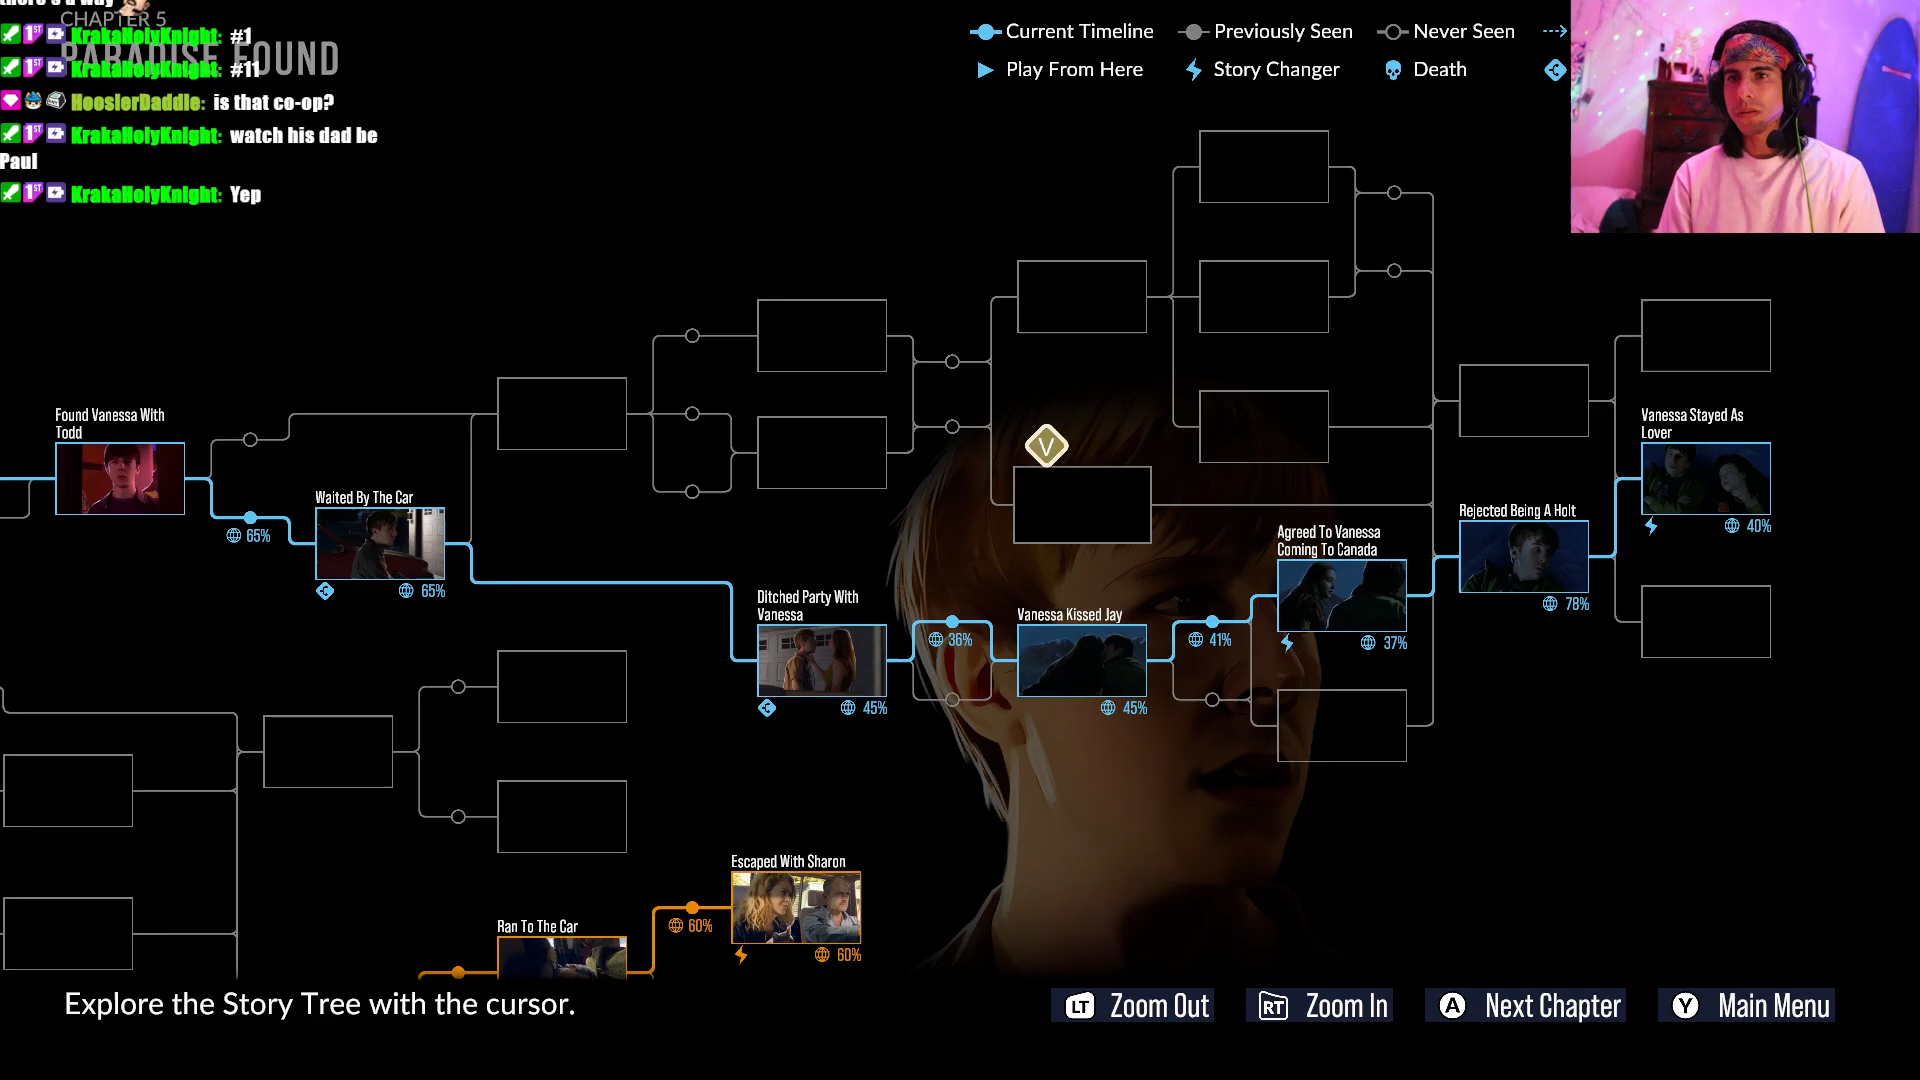 there's a way
CHAPTER 5
PARADISE FOUND
KrakaHolyKnight: #1
KrakaHolyKnight: #11
HoosierDaddie: is that co-op?
KrakaHolyKnight: watch his dad be
Paul
KrakaHolyKnight: Yep
Current Timeline
Previously Seen
Never Seen
Play From Here
Story Changer
Death
Found Vanessa With
Todd
65%
Waited By The Car
65%
Ditched Party With
Vanessa
45%
36%
Vanessa Kissed Jay
45%
41%
Agreed To Vanessa
Coming To Canada
37%
Rejected Being A Holt
78%
Vanessa Stayed As
Lover
40%
V
Ran To The Car
60%
Escaped With Sharon
60%
Explore the Story Tree with the cursor.
LT Zoom Out
RT Zoom In
A Next Chapter
Y Main Menu